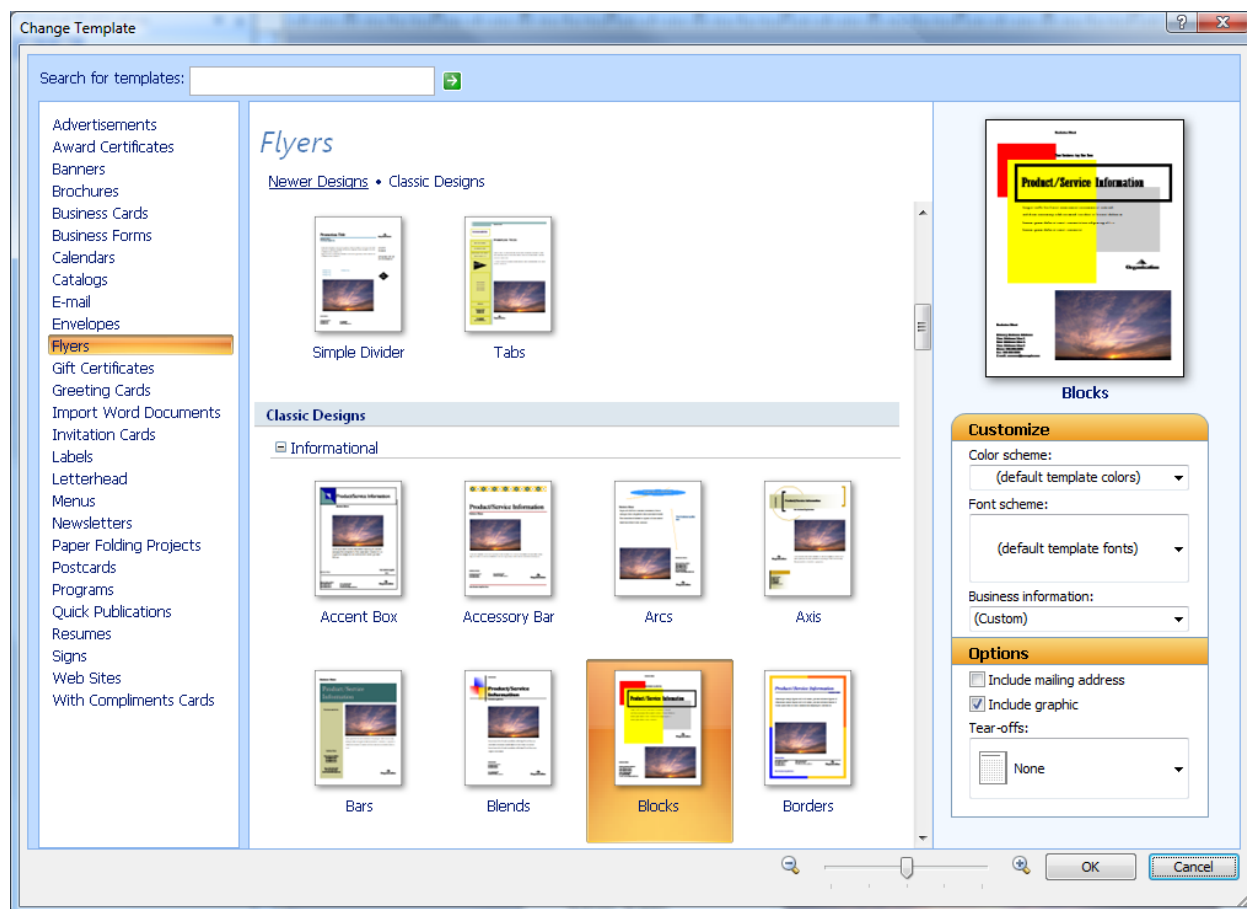 Change Template
Search for templates:
Advertisements
Award Certificates
Banners
Brochures
Business Cards
Business Forms
Calendars
Catalogs
E-mail
Envelopes
Flyers
Gift Certificates
Greeting Cards
Import Word Documents
Invitation Cards
Labels
Letterhead
Menus
Newsletters
Paper Folding Projects
Postcards
Programs
Quick Publications
Resumes
Signs
Web Sites
With Compliments Cards
Flyers
Newer Designs • Classic Designs
Simple Divider
Tabs
Classic Designs
Informational
Product/Service Information
Product/Service Information
Accent Box
Accessory Bar
Arcs
Axis
Product/Service
Information
Product/Service
Information
Product/Service Information
Product/Service Information
Bars
Blends
Blocks
Borders
Product/Service Information
Organization
Blocks
Customize
Color scheme:
(default template colors)
Font scheme:
(default template fonts)
Business information:
(Custom)
Options
Include mailing address
Include graphic
Tear-offs:
None
OK
Cancel